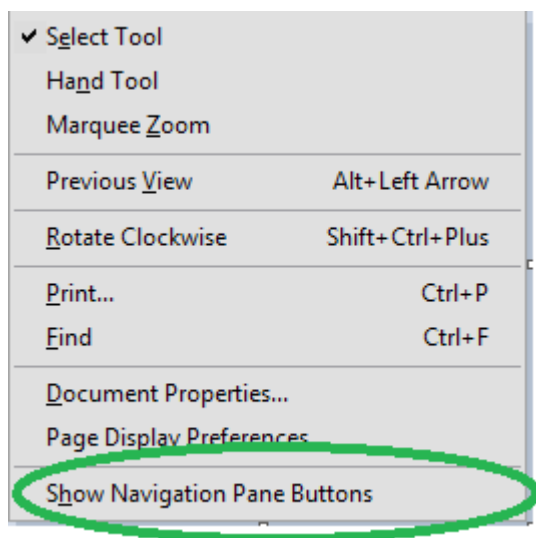 Select Tool
Hand Tool
Marquee Zoom
Previous View Alt+Left Arrow
Rotate Clockwise Shift+Ctrl+Plus
Print... Ctrl+P
Find Ctrl+F
Document Properties...
Page Display Preferences
Show Navigation Pane Buttons